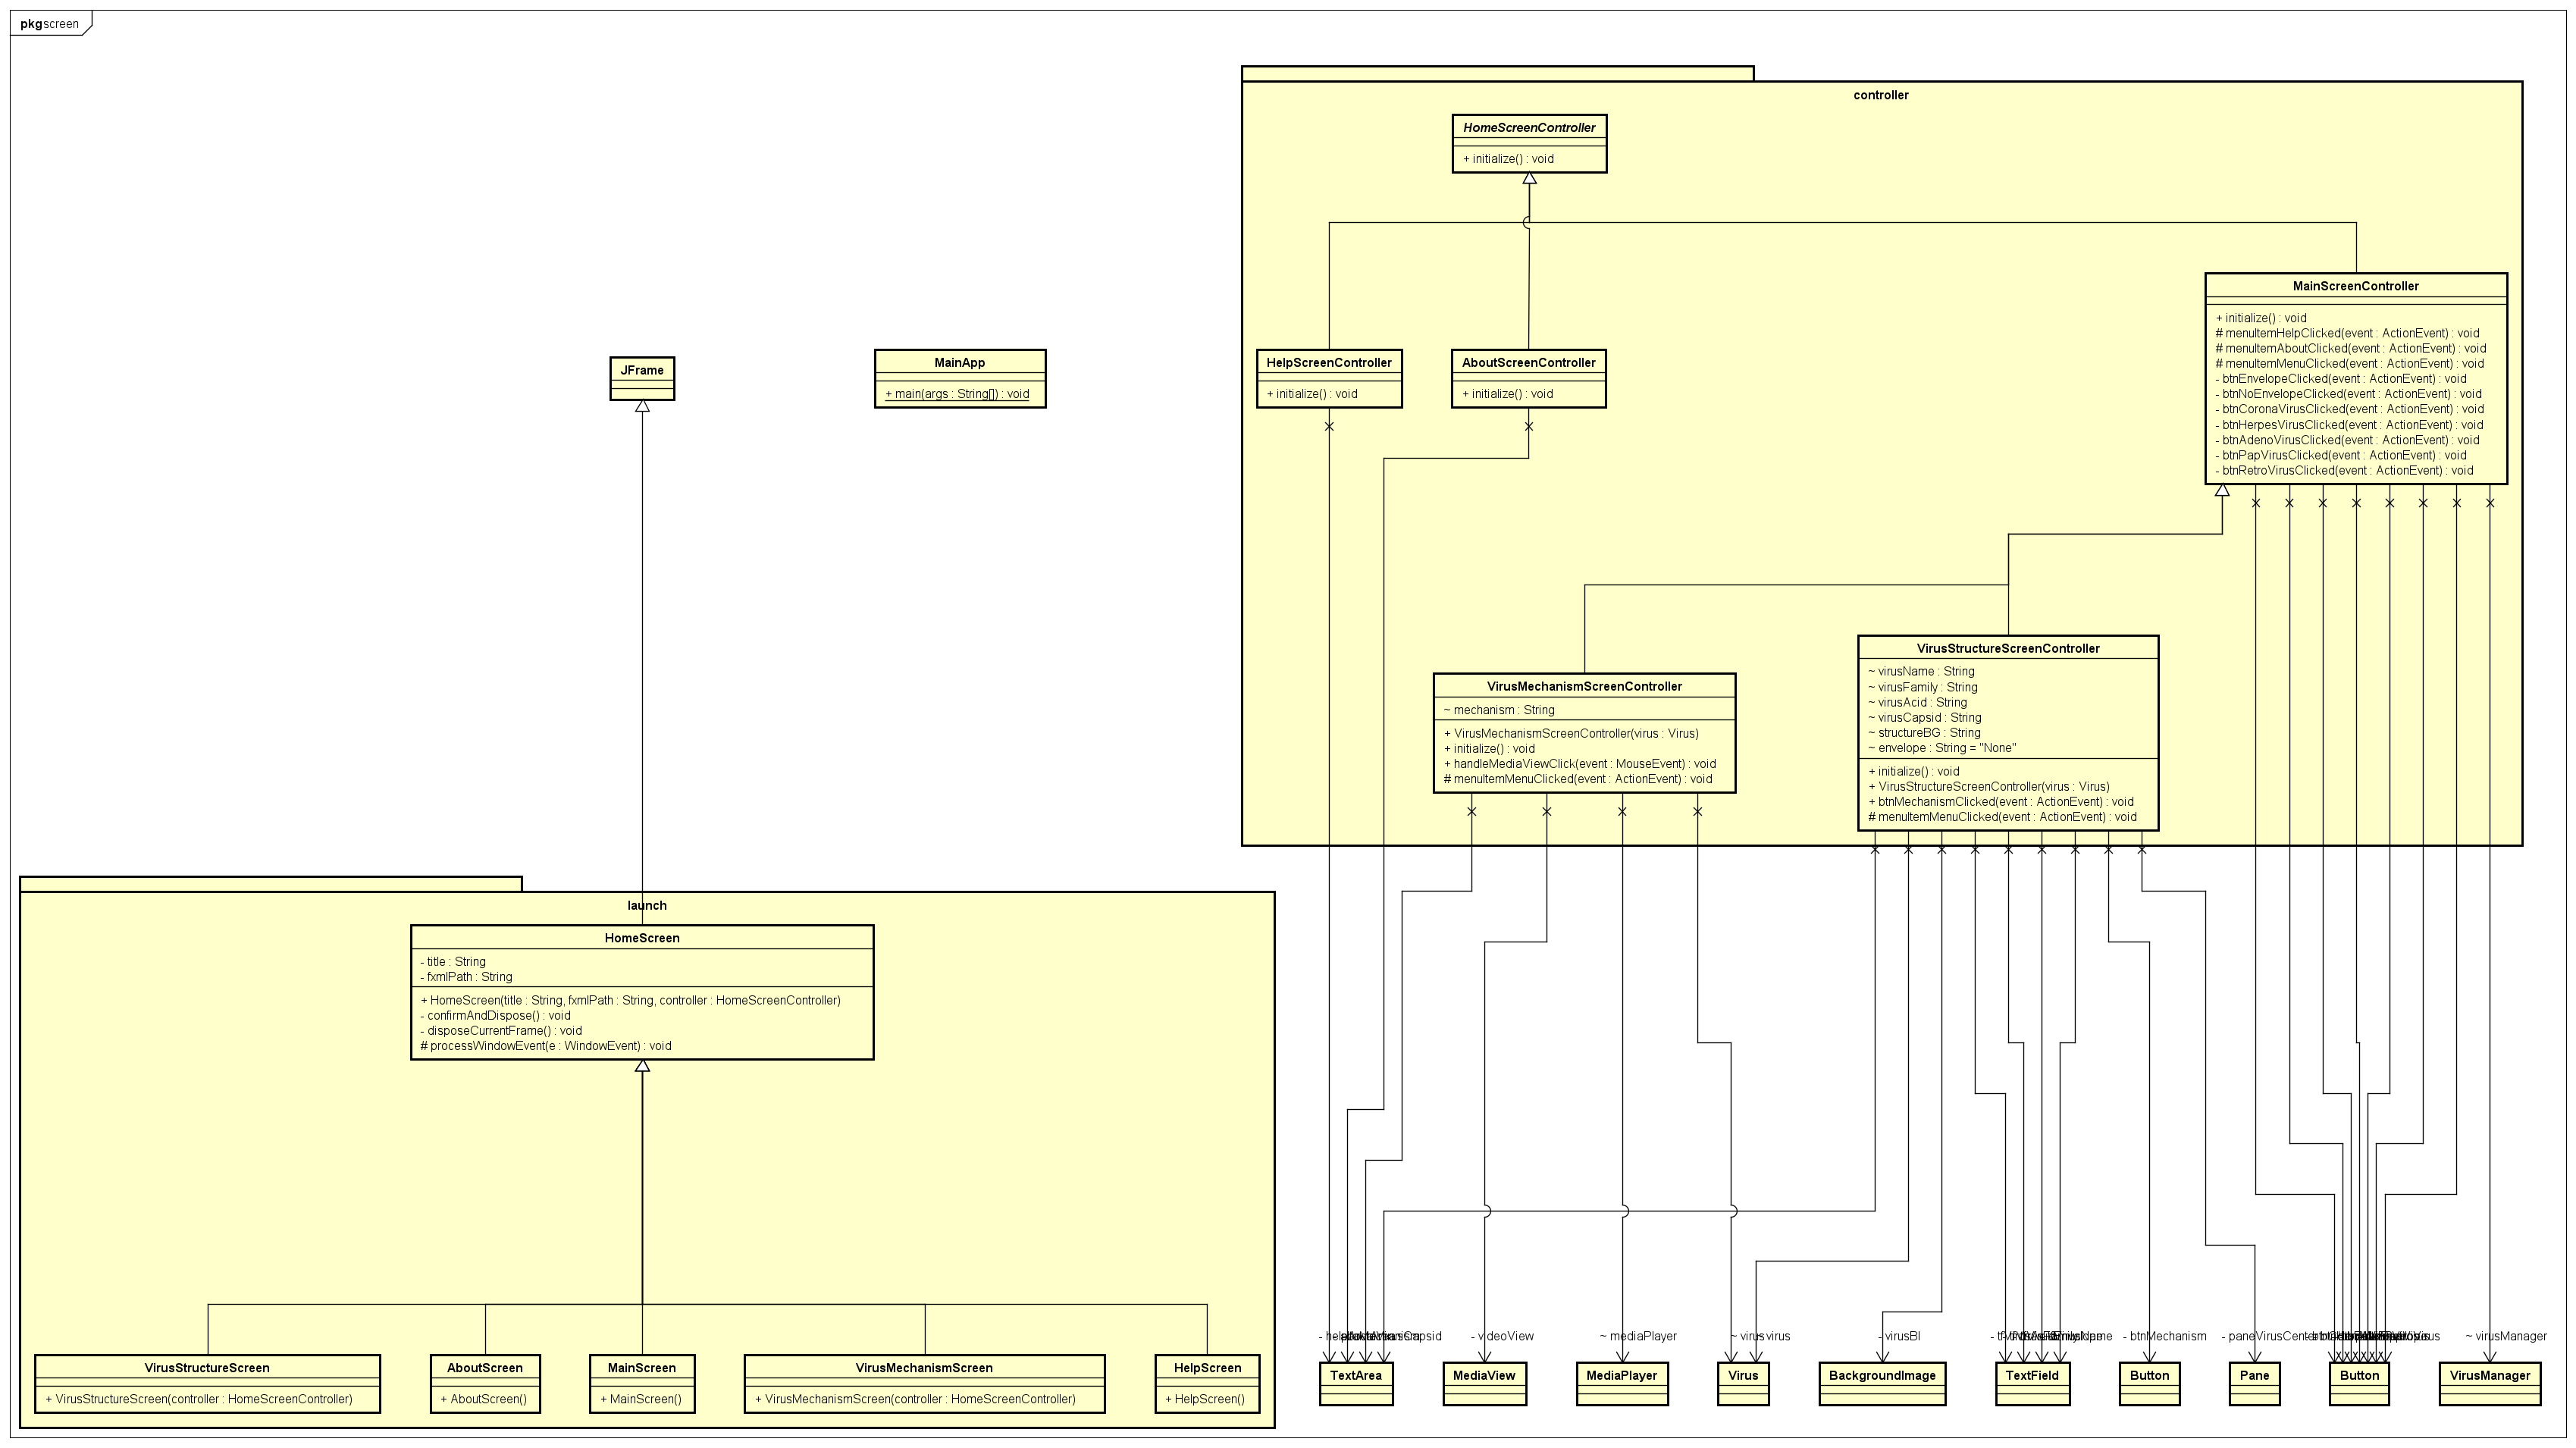 pkg screen
controller
HomeScreenController
+ initialize() : void
MainScreenController
+ initialize() : void
# menuItemHelpClicked(event : ActionEvent) : void
# menuItemAboutClicked(event : ActionEvent) : void
# menuItemMenuClicked(event : ActionEvent) : void
- btnEnvelopeClicked(event : ActionEvent) : void
- btnNoEnvelopeClicked(event : ActionEvent) : void
- btnCoronaVirusClicked(event : ActionEvent) : void
- btnHerpesVirusClicked(event : ActionEvent) : void
- btnAdenoVirusClicked(event : ActionEvent) : void
- btnPapVirusClicked(event : ActionEvent) : void
- btnRetroVirusClicked(event : ActionEvent) : void
JFrame
MainApp
+ main(args : String[]) : void
HelpScreenController
+ initialize() : void
AboutScreenController
+ initialize() : void
VirusMechanismScreenController
~ mechanism : String
+ VirusMechanismScreenController(virus : Virus)
+ initialize() : void
+ handleMediaViewClick(event : MouseEvent) : void
# menuItemMenuClicked(event : ActionEvent) : void
VirusStructureScreenController
~ virusName : String
~ virusFamily : String
~ virusAcid : String
~ virusCapsid : String
~ structureBG : String
~ envelope : String = "None"
+ initialize() : void
+ VirusStructureScreenController(virus : Virus)
+ btnMechanismClicked(event : ActionEvent) : void
# menuItemMenuClicked(event : ActionEvent) : void
launch
HomeScreen
- title : String
- fxmlPath : String
+ HomeScreen(title : String, fxmlPath : String, controller : HomeScreenController)
- confirmAndDispose() : void
- disposeCurrentFrame() : void
# processWindowEvent(e : WindowEvent) : void
VirusStructureScreen
+ VirusStructureScreen(controller : HomeScreenController)
AboutScreen
+ AboutScreen()
MainScreen
+ MainScreen()
VirusMechanismScreen
+ VirusMechanismScreen(controller : HomeScreenController)
HelpScreen
+ HelpScreen()
- videoView
~ mediaPlayer
~ virus
virus
- virusBI
- btnMechanism
~ virusManager
TextArea
MediaView
MediaPlayer
Virus
BackgroundImage
TextField
Button
Pane
Button
VirusManager